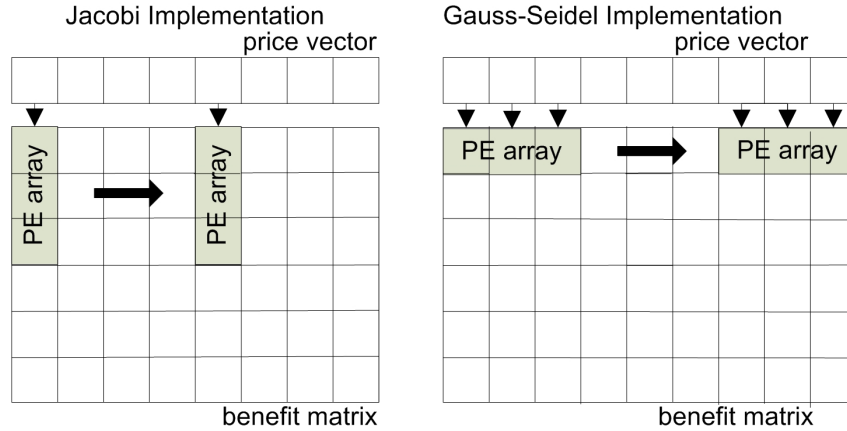 Jacobi Implementation
price vector
PE array
PE array
benefit matrix
Gauss-Seidel Implementation
price vector
PE array
PE array
benefit matrix